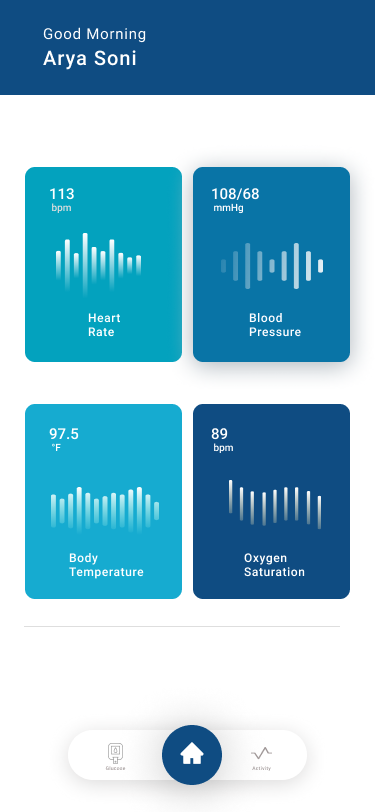 Good Morning
Arya Soni
113
bpm
108/68
mmHg
Heart
Rate
Blood
Pressure
97.5
°F
89
bpm
Body
Temperature
Oxygen
Saturation
Glucose
Activity